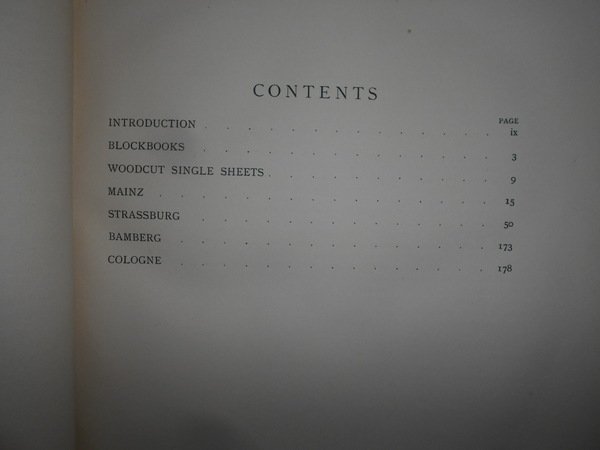 CONTENTS
PAGE
INTRODUCTION . . . . . . . . . . . . . ix
BLOCKBOOKS . . . . . . . . . . . . . 3
WOODCUT SINGLE SHEETS . . . . . . . . . . 9
MAINZ . . . . . . . . . . . . . . . 15
STRASSBURG . . . . . . . . . . . . . 50
BAMBERG . . . . . . . . . . . . . . 173
COLOGNE . . . . . . . . . . . . . . 178